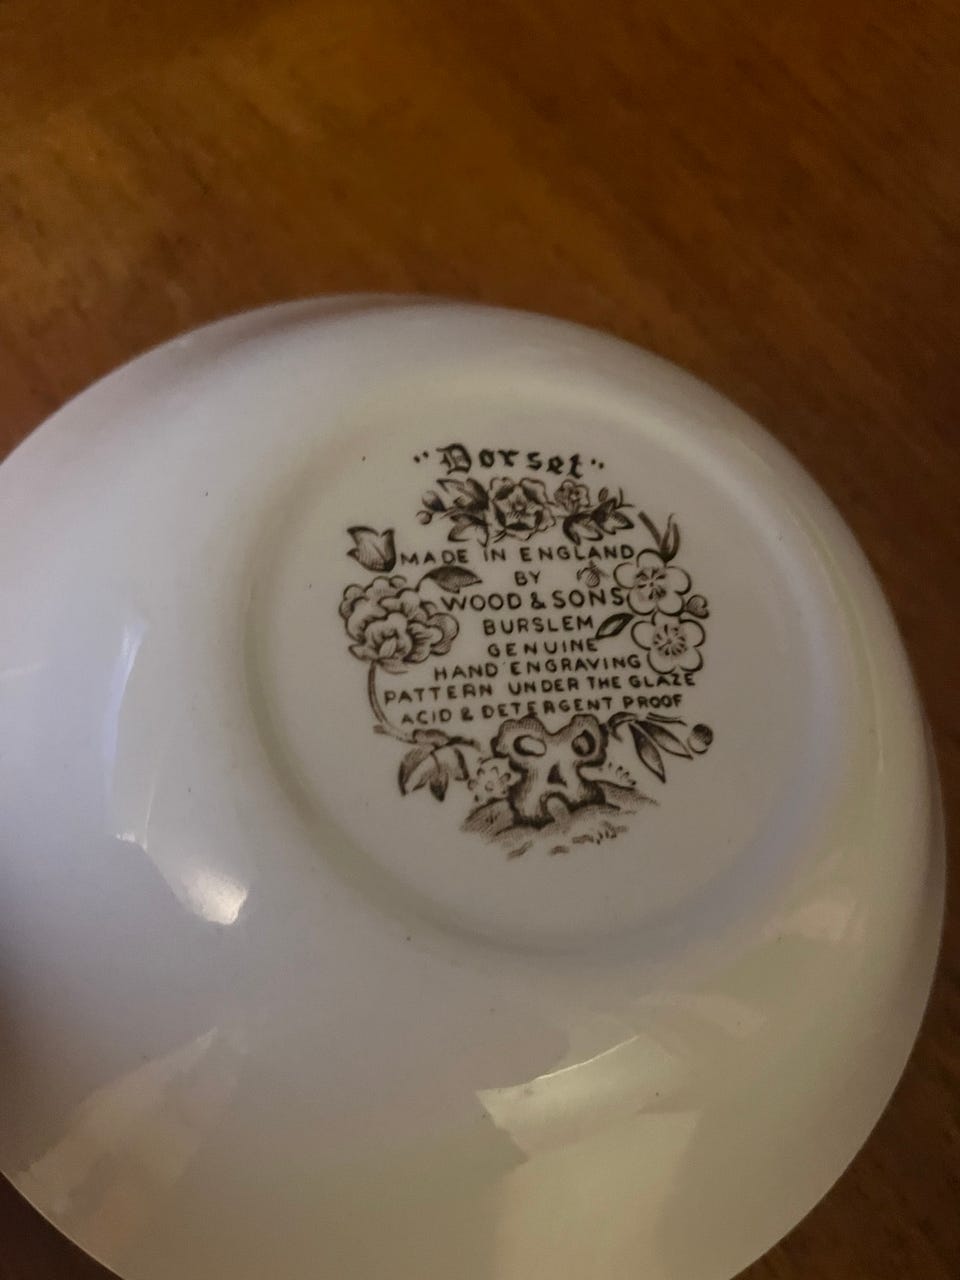 "Dorset"
MADE IN ENGLAND
BY
WOOD & SONS
BURSLEM
GENUINE
HAND ENGRAVING
PATTERN UNDER THE GLAZE
ACID & DETERGENT PROOF